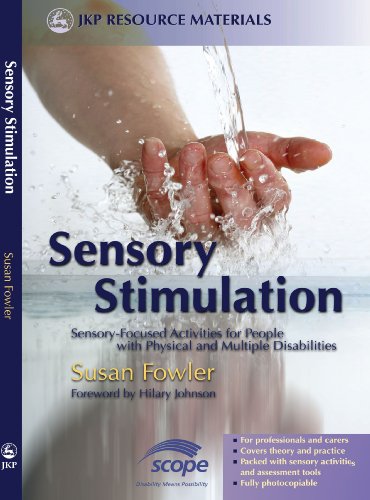 JKP RESOURCE MATERIALS
Sensory Stimulation
Susan Fowler
JKP
Sensory
Stimulation
Sensory-Focused Activities for People
with Physical and Multiple Disabilities
Susan Fowler
Foreword by Hilary Johnson
scope
Disability Means Possibility
• For professionals and carers
• Covers theory and practice
• Packed with sensory activities
and assessment tools
• Fully photocopiable